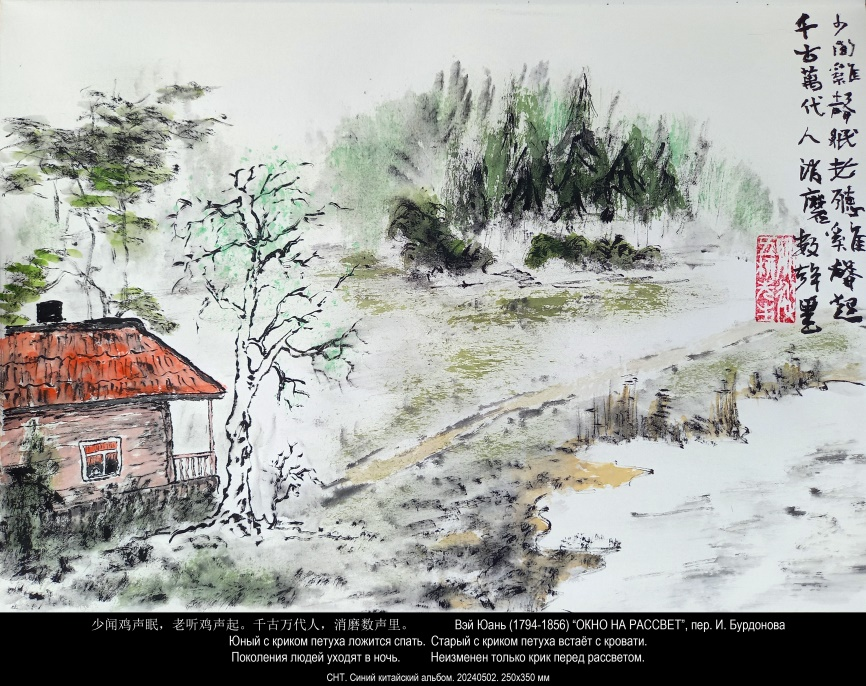 少聞雞聲眠老聽雞聲起
千古萬代人消磨數聲里
少闻鸡声眠，老听鸡声起。千古万代人，消磨数声里。 Вэй Юань (1794-1856) “ОКНО НА РАССВЕТ”, пер. И. Бурдонова
Юный с криком петуха ложится спать. Старый с криком петуха встаёт с кровати.
Поколения людей уходят в ночь. Неизменен только крик перед рассветом.
СНТ. Синий китайский альбом. 20240502. 250x350 мм